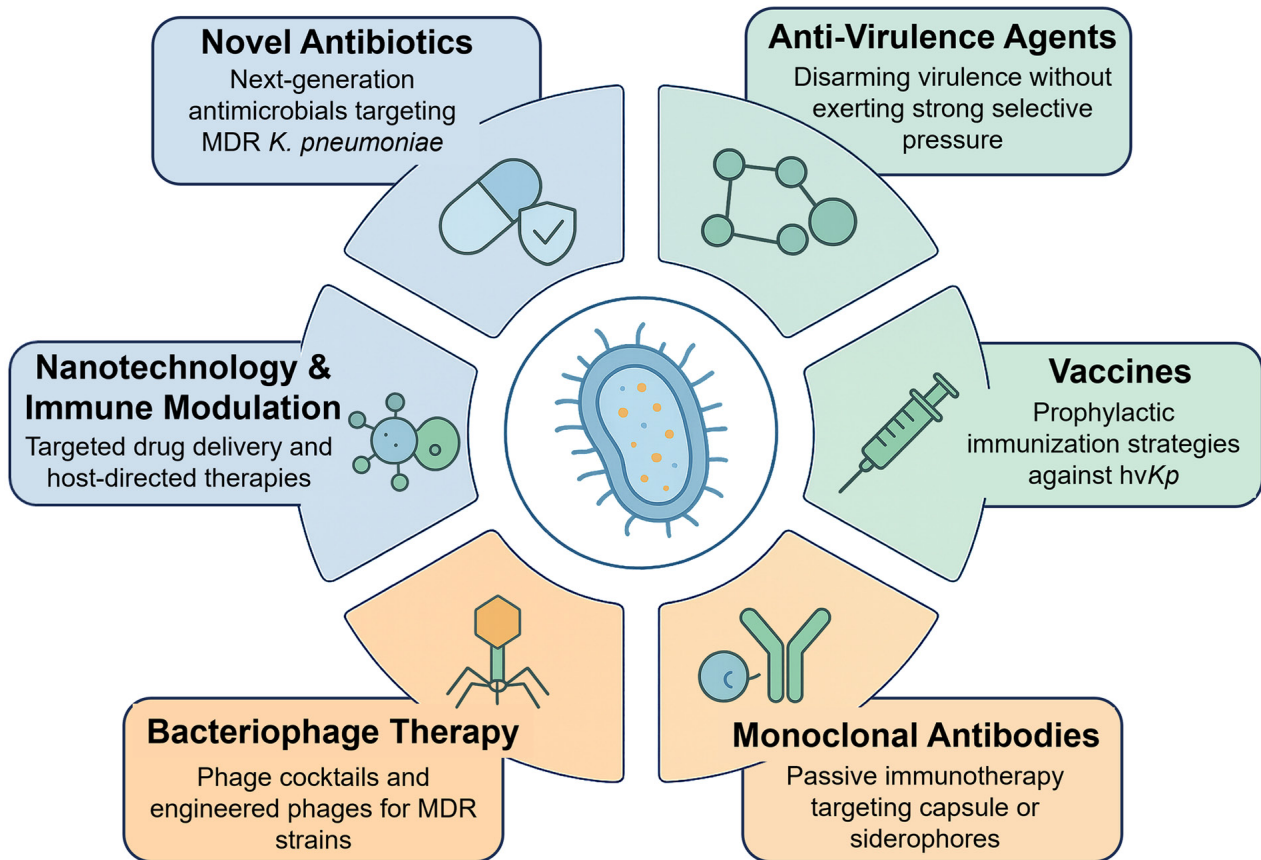 Novel Antibiotics
Next-generation
antimicrobials targeting
MDR K. pneumoniae
Anti-Virulence Agents
Disarming virulence without
exerting strong selective
pressure
Nanotechnology &
Immune Modulation
Targeted drug delivery and
host-directed therapies
Vaccines
Prophylactic
immunization strategies
against hvKp
Bacteriophage Therapy
Phage cocktails and
engineered phages for MDR
strains
Monoclonal Antibodies
Passive immunotherapy
targeting capsule or
siderophores